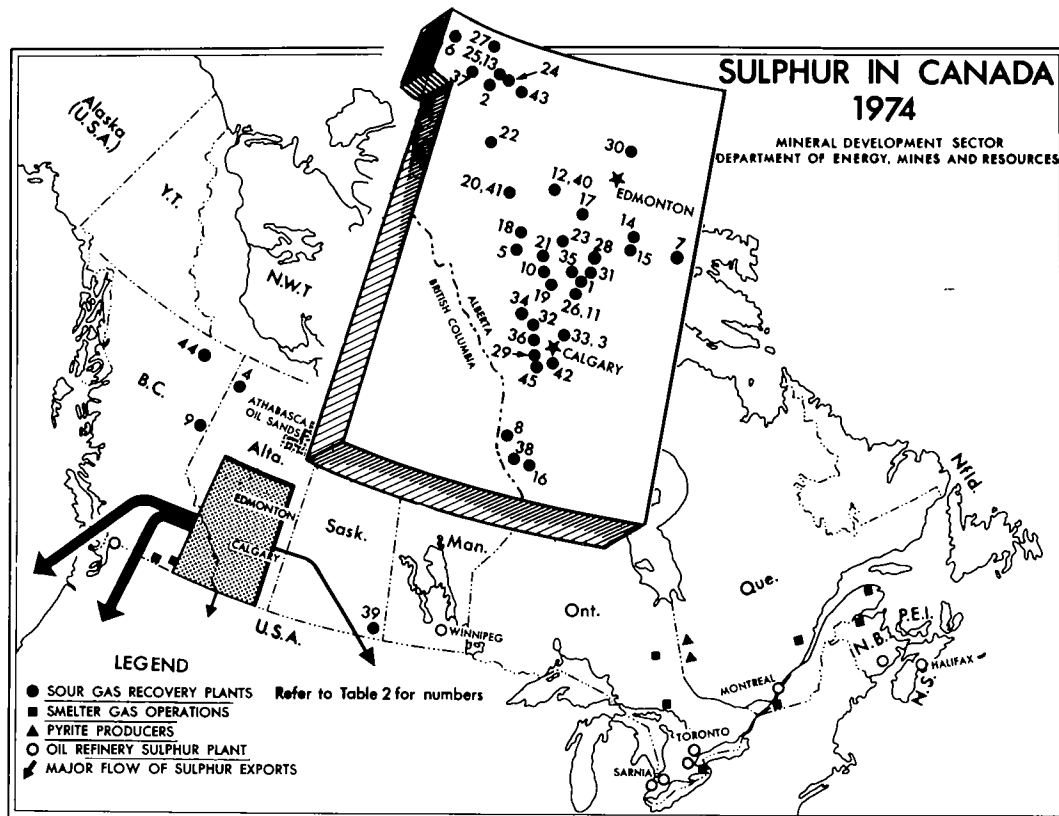 SULPHUR IN CANADA
1974
MINERAL DEVELOPMENT SECTOR
DEPARTMENT OF ENERGY, MINES AND RESOURCES
6
27
25,13
24
37
2
43
22
30
EDMONTON
12,40
20,41
17
14
15
7
18
5
21
23
28
35
31
10
1
19
26,11
34
32
33, 3
36
CALGARY
29
42
45
ALBERTA
BRITISH COLUMBIA
8
38
16
Alaska
(U.S.A.)
Y.T.
N.W.T
44
4
B.C.
9
ATHABASCA
OIL SANDS
Alta.
EDMONTON
CALGARY
Sask.
Man.
39
WINNIPEG
U.S.A.
Ont.
Que.
Nfld.
P.E.I.
N.B.
N.S.
HALIFAX
MONTREAL
TORONTO
SARNIA
LEGEND
SOUR GAS RECOVERY PLANTS Refer to Table 2 for numbers
SMELTER GAS OPERATIONS
PYRITE PRODUCERS
OIL REFINERY SULPHUR PLANT
MAJOR FLOW OF SULPHUR EXPORTS